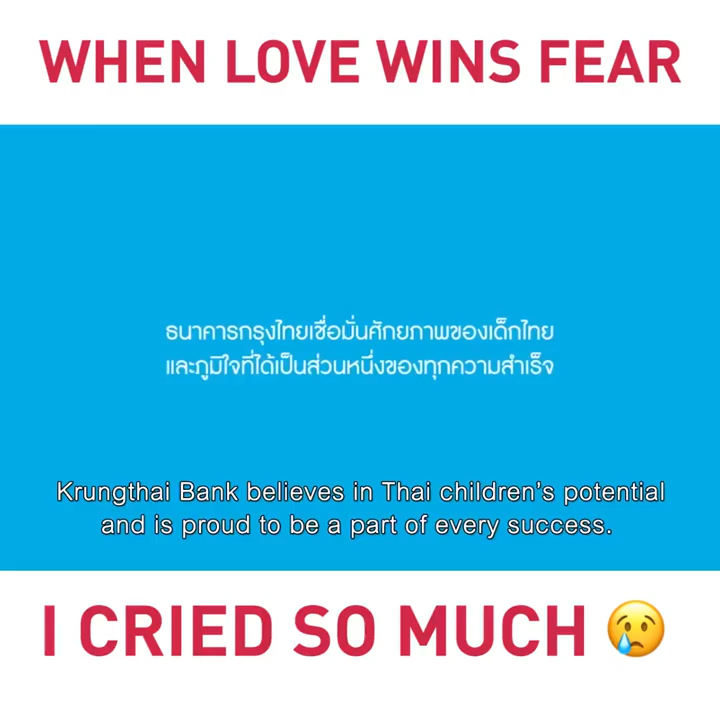 WHEN LOVE WINS FEAR
ธนาคารกรุงไทยเชื่อมั่นศักยภาพของเด็กไทย
และภูมิใจที่ได้เป็นส่วนหนึ่งของทุกความสำเร็จ
Krungthai Bank believes in Thai children's potential
and is proud to be a part of every success.
I CRIED SO MUCH 😢